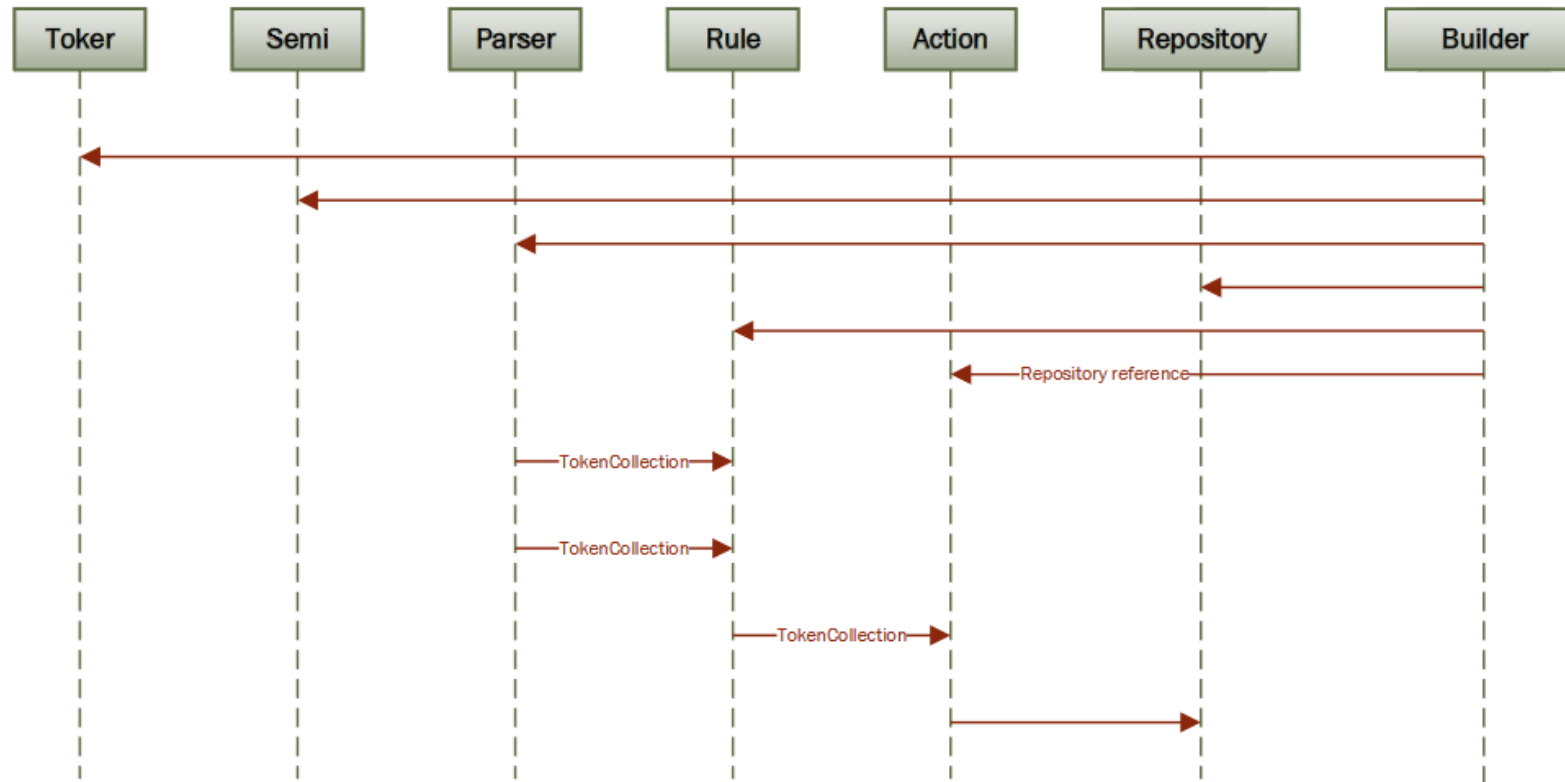 Toker
Semi
Parser
Rule
Action
Repository
Builder
Repository reference
TokenCollection
TokenCollection
TokenCollection